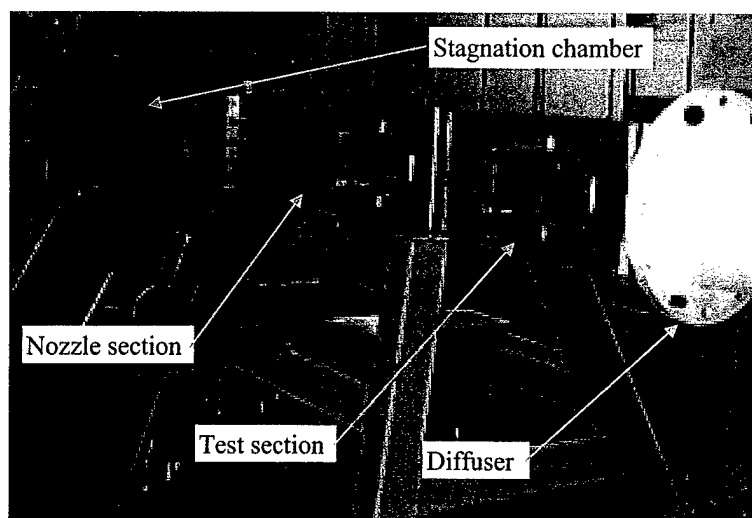 Stagnation chamber
Nozzle section
Test section
Diffuser